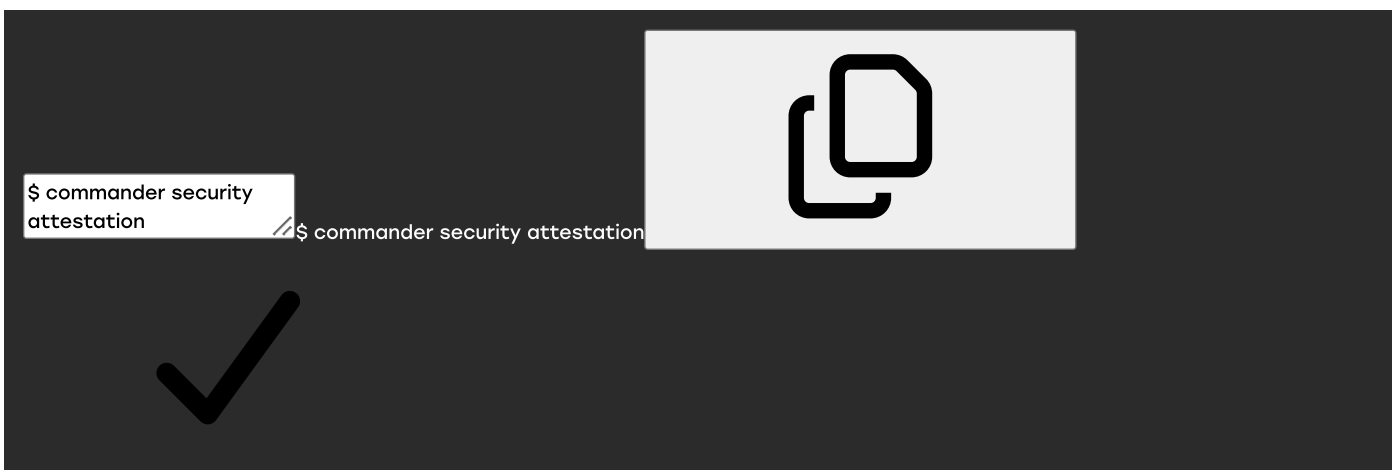 $ commander security
attestation
$ commander security attestation